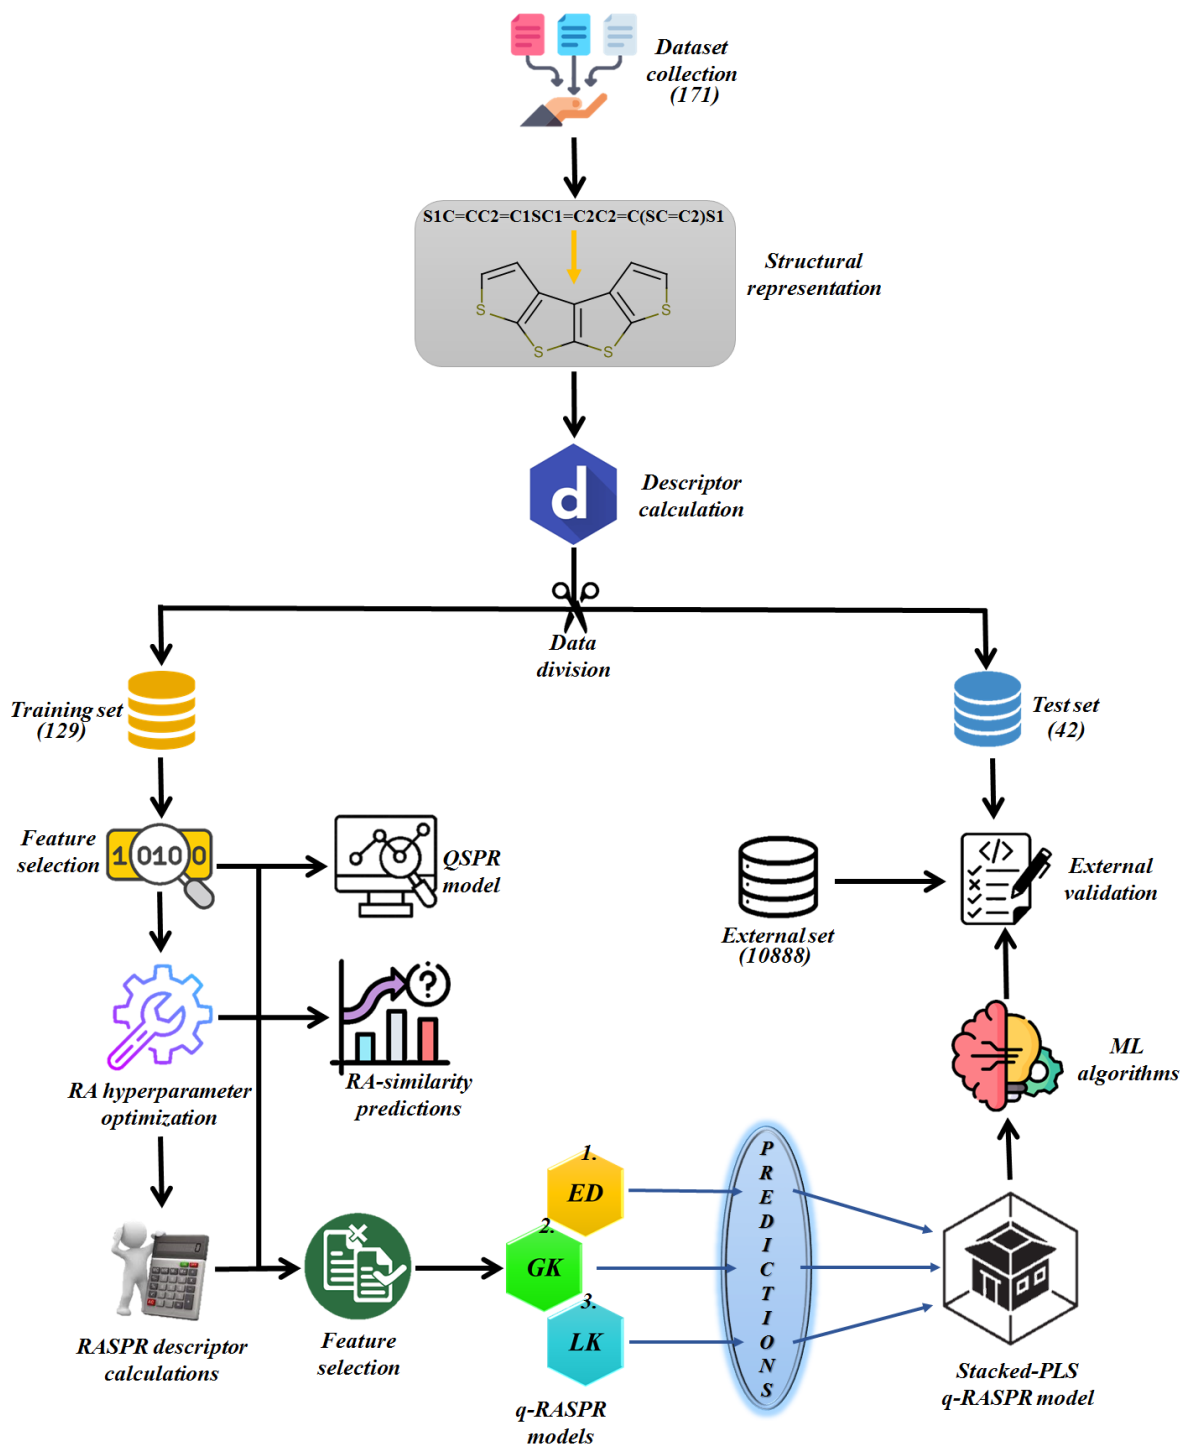 Dataset
collection
(171)
S1C=CC2=C1SC1=C2C2=C(SC=C2)S1
S
S
S
S
Structural
representation
d
Descriptor
calculation
Data
division
Training set
(129)
Test set
(42)
Feature
selection
1 010 0
QSPR
model
</>
External
validation
External set
(10888)
RA hyperparameter
optimization
?
RA-similarity
predictions
ML
algorithms
RASPR descriptor
calculations
0
Feature
selection
1.
ED
2.
GK
3.
LK
q-RASPR
models
PREDICTIONS
Stacked-PLS
q-RASPR model